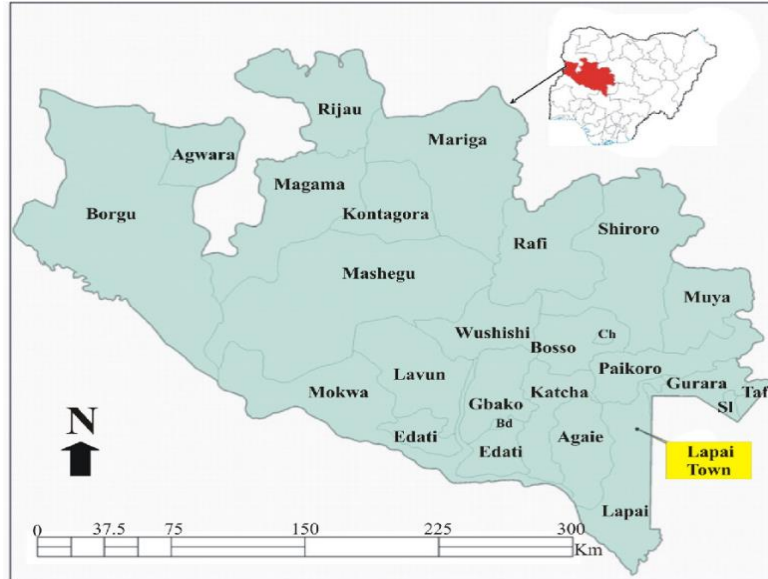 Rijau
Mariga
Agwara
Magama
Borgu
Kontagora
Shiroro
Rafi
Mashegu
Muya
Wushishi
Ch
Bosso
Paikoro
Lavun
Gurara
Taf
Mokwa
Katcha
Gbako
Sl
Bd
N
Edati
Agaie
Edati
Lapai
Town
Lapai
0 37.5 75 150 225 300
Km